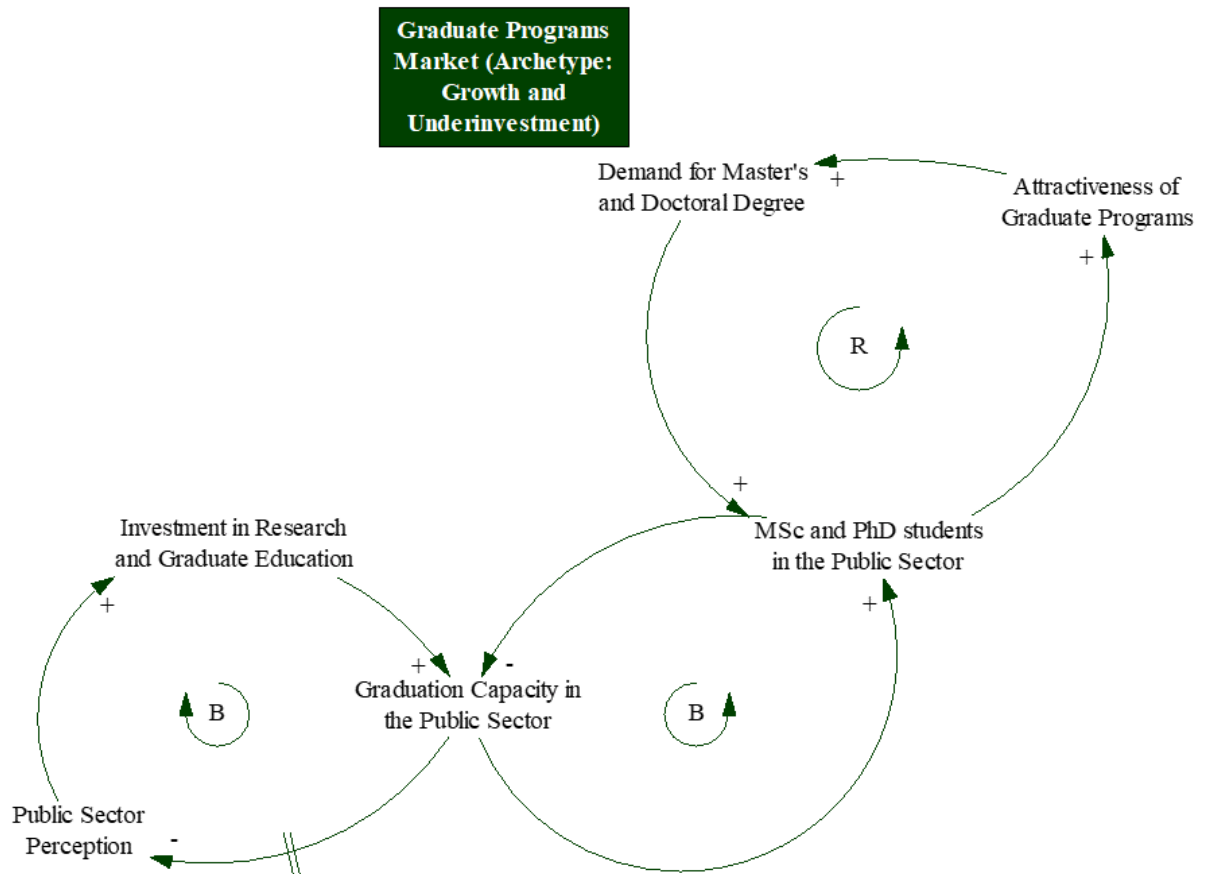 Graduate Programs
Market (Archetype:
Growth and
Underinvestment)
Demand for Master's
and Doctoral Degree
+
Attractiveness of
Graduate Programs
+
R
+
MSc and PhD students
in the Public Sector
+
Investment in Research
and Graduate Education
+
+
-
Graduation Capacity in
the Public Sector
B
B
Public Sector
Perception
-